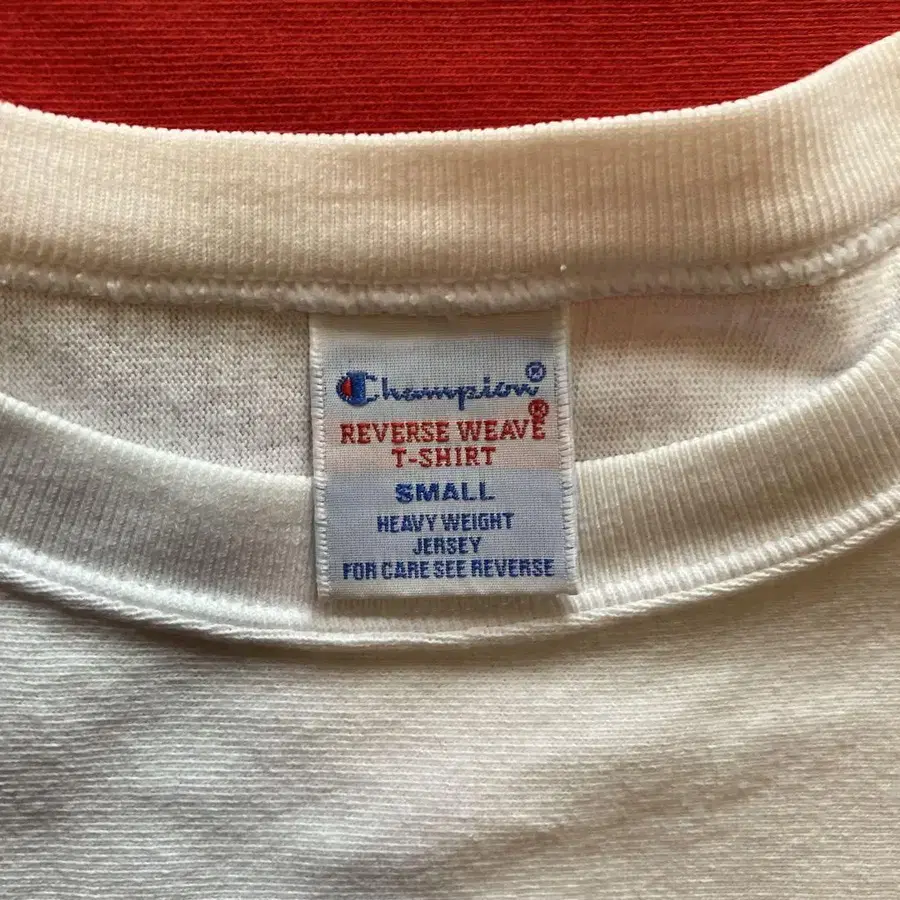 Champion®
REVERSE WEAVE®
T-SHIRT
SMALL
HEAVY WEIGHT
JERSEY
FOR CARE SEE REVERSE